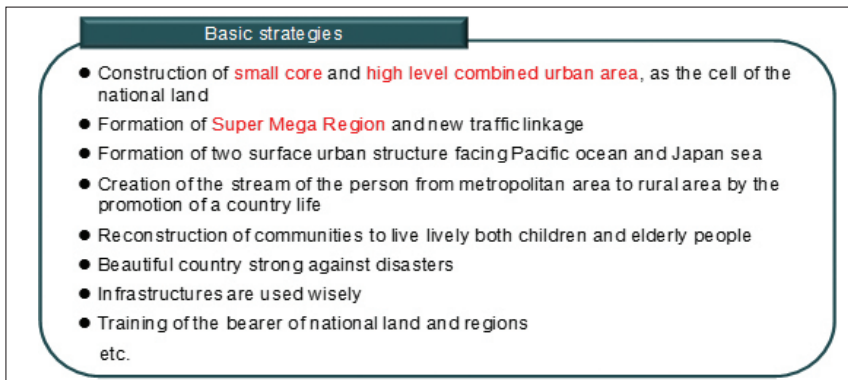 Basic strategies
● Construction of small core and high level combined urban area, as the cell of the
national land
● Formation of Super Mega Region and new traffic linkage
● Formation of two surface urban structure facing Pacific ocean and Japan sea
● Creation of the stream of the person from metropolitan area to rural area by the
promotion of a country life
● Reconstruction of communities to live lively both children and elderly people
● Beautiful country strong against disasters
● Infrastructures are used wisely
● Training of the bearer of national land and regions
etc.